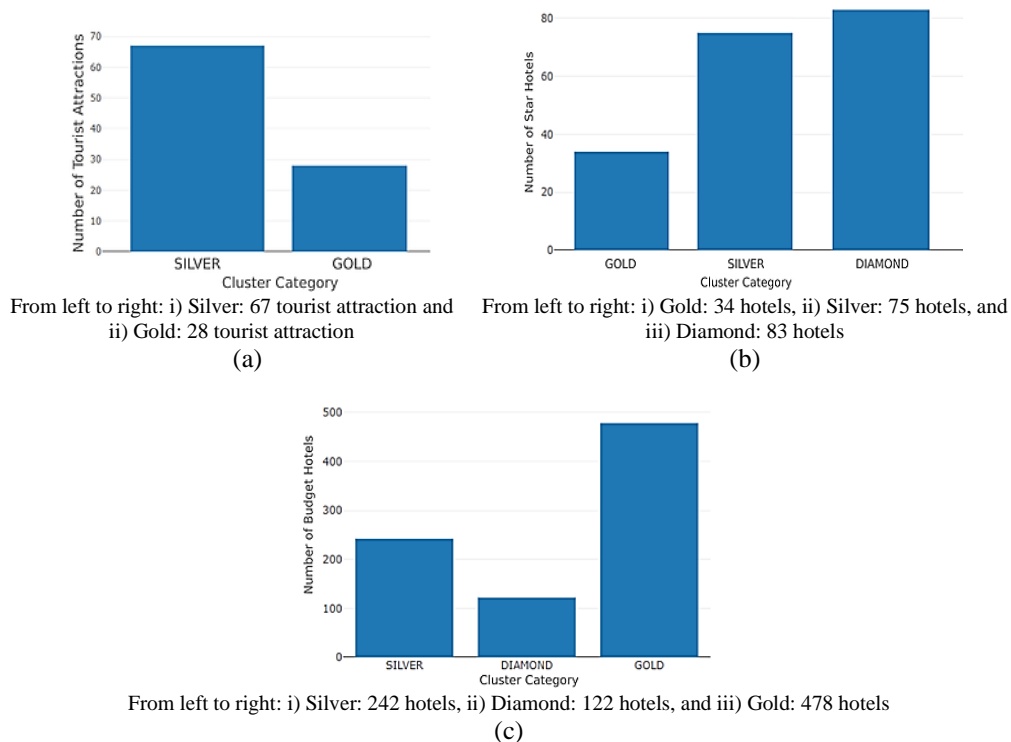 70
60
50
40
30
20
10
0
Number of Tourist Attractions
SILVER GOLD
Cluster Category
From left to right: i) Silver: 67 tourist attraction and
ii) Gold: 28 tourist attraction
(a)
80
60
40
20
0
Number of Star Hotels
GOLD SILVER DIAMOND
Cluster Category
From left to right: i) Gold: 34 hotels, ii) Silver: 75 hotels, and
iii) Diamond: 83 hotels
(b)
500
400
300
200
100
0
Number of Budget Hotels
SILVER DIAMOND GOLD
Cluster Category
From left to right: i) Silver: 242 hotels, ii) Diamond: 122 hotels, and iii) Gold: 478 hotels
(c)